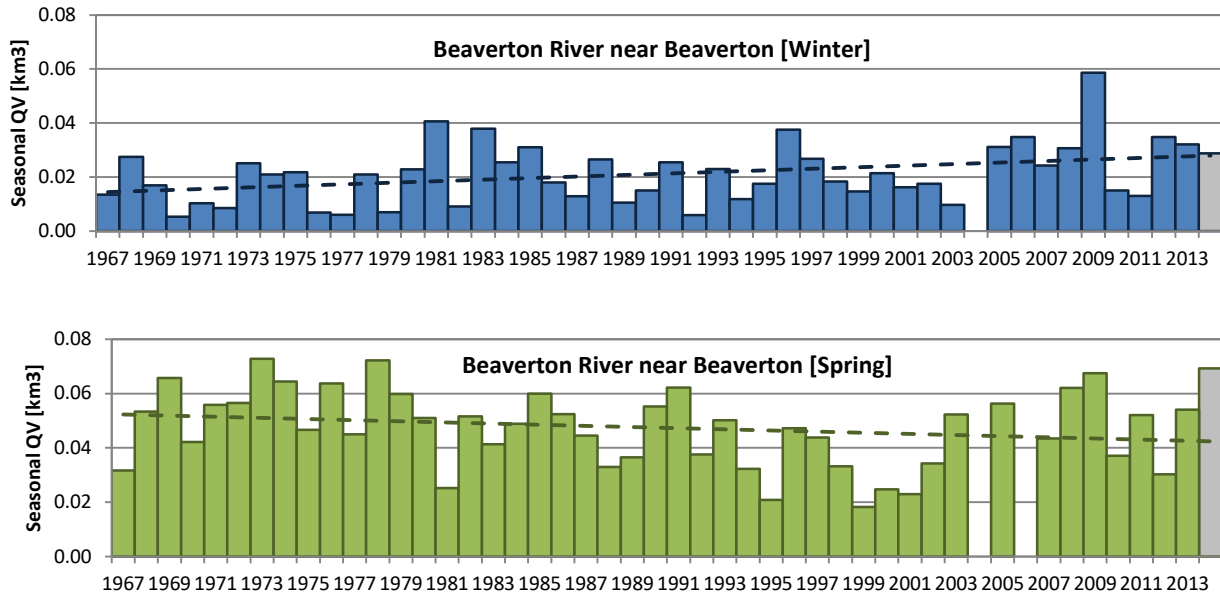 Beaverton River near Beaverton [Winter]
Seasonal QV [km3]
0.08
0.06
0.04
0.02
0.00
1967 1969 1971 1973 1975 1977 1979 1981 1983 1985 1987 1989 1991 1993 1995 1997 1999 2001 2003 2005 2007 2009 2011 2013
Beaverton River near Beaverton [Spring]
Seasonal QV [km3]
0.08
0.06
0.04
0.02
0.00
1967 1969 1971 1973 1975 1977 1979 1981 1983 1985 1987 1989 1991 1993 1995 1997 1999 2001 2003 2005 2007 2009 2011 2013